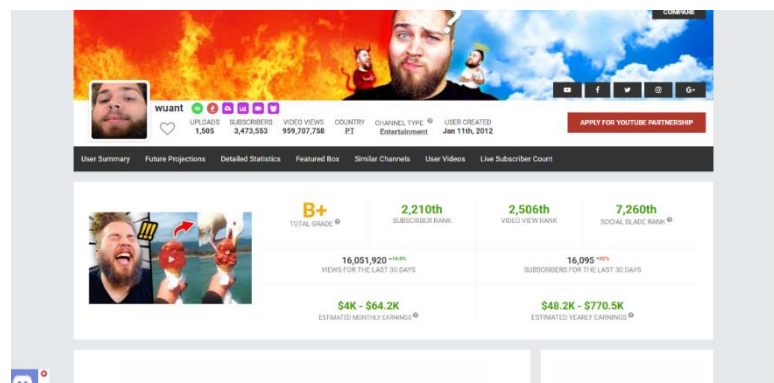 COMPARE
?
wuant
UPLOADS SUBSCRIBERS VIDEO VIEWS COUNTRY CHANNEL TYPE USER CREATED
1,505 3,473,553 959,707,758 PT Entertainment Jan 11th, 2012
APPLY FOR YOUTUBE PARTNERSHIP
User Summary Future Projections Detailed Statistics Featured Box Similar Channels User Videos Live Subscriber Count
!!!
B+ 2,210th 2,506th 7,260th
TOTAL GRADE SUBSCRIBER RANK VIDEO VIEW RANK SOCIAL BLADE RANK
16,051,920 16,095
VIEWS FOR THE LAST 30 DAYS SUBSCRIBERS FOR THE LAST 30 DAYS
$4K - $64.2K $48.2K - $770.5K
ESTIMATED MONTHLY EARNINGS ESTIMATED YEARLY EARNINGS